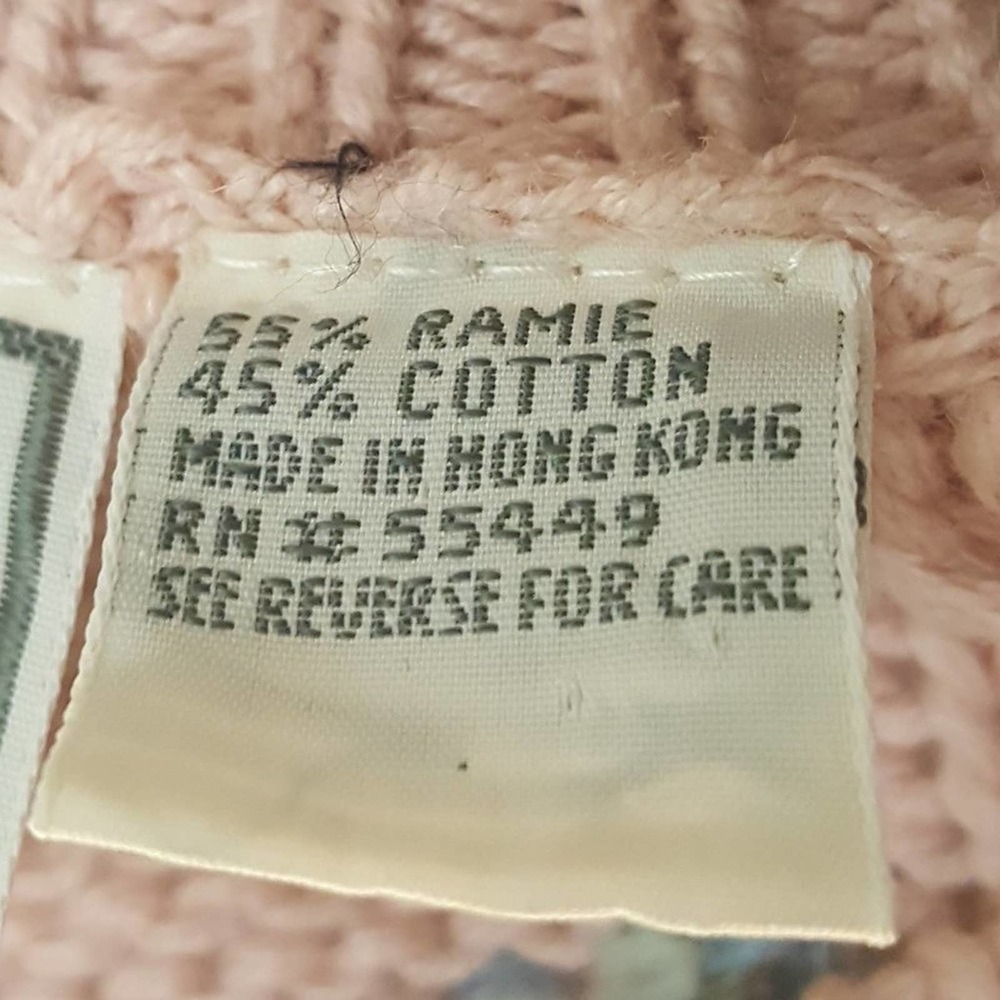 55% RAMIE
45% COTTON
MADE IN HONG KONG
RN # 55449
SEE REVERSE FOR CARE